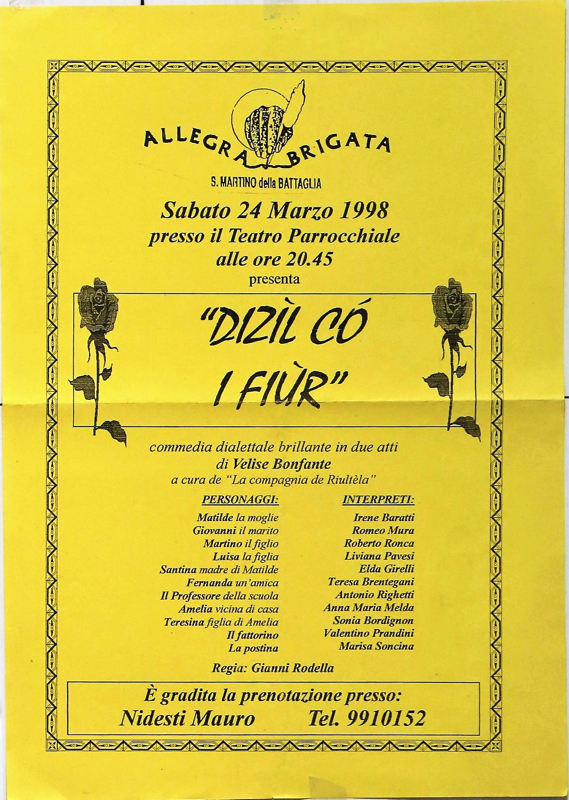 ALLEGRA BRIGATA
S. MARTINO della BATTAGLIA
Sabato 24 Marzo 1998
presso il Teatro Parrocchiale
alle ore 20.45
presenta
"DIZÌL CÓ
I FIÙR"
commedia dialettale brillante in due atti
di Velise Bonfante
a cura de "La compagnia de Riultèla"
PERSONAGGI: INTERPRETI:
Matilde la moglie Irene Baratti
Giovanni il marito Romeo Mura
Martino il figlio Roberto Ronca
Luisa la figlia Liviana Pavesi
Santina madre di Matilde Elda Girelli
Fernanda un'amica Teresa Brentegani
Il Professore della scuola Antonio Righetti
Amelia vicina di casa Anna Maria Melda
Teresina figlia di Amelia Sonia Bordignon
Il fattorino Valentino Prandini
La postina Marisa Soncina
Regia: Gianni Rodella
È gradita la prenotazione presso:
Nidesti Mauro Tel. 9910152